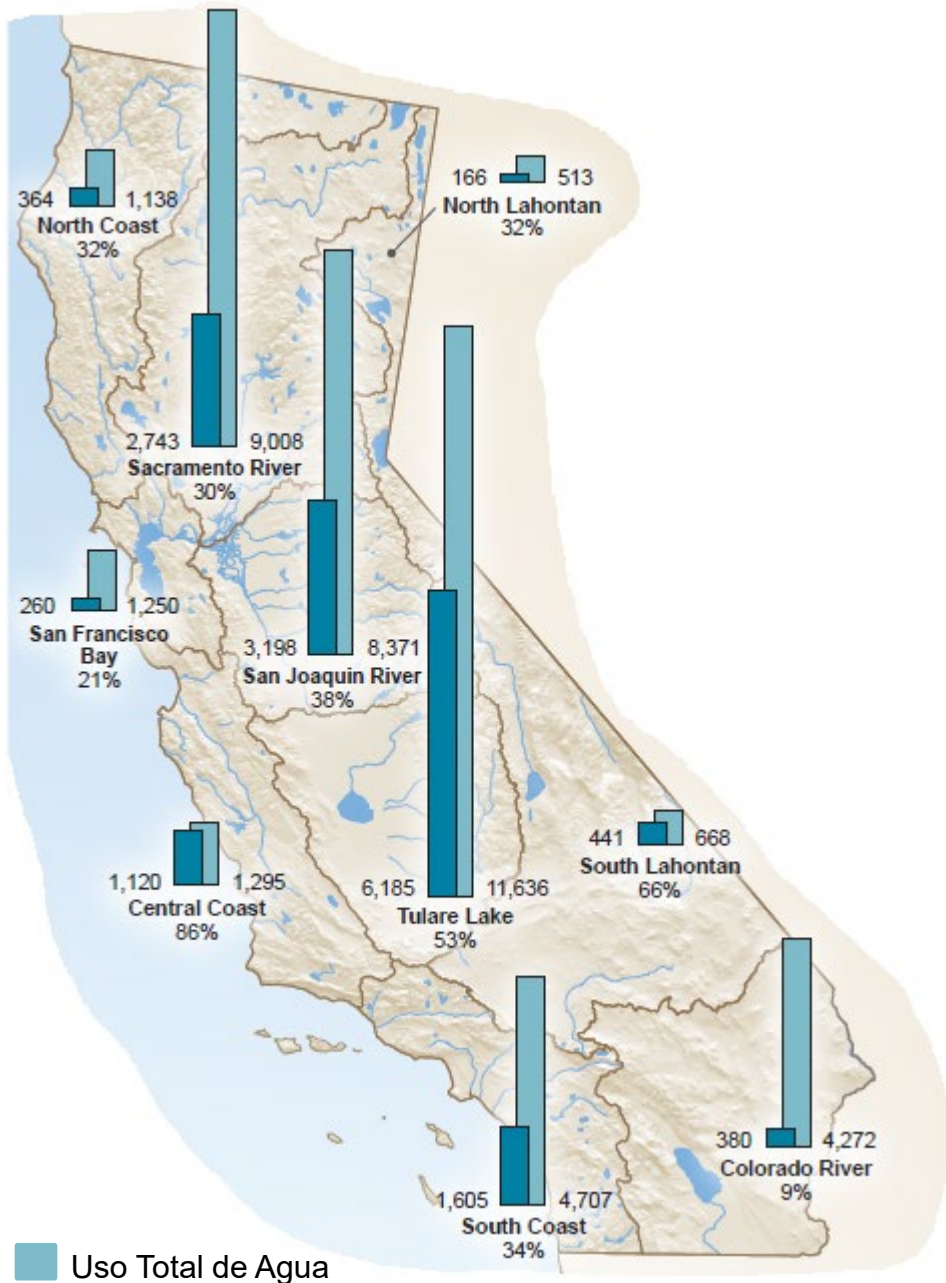 166 513
North Lahontan
32%
364 1,138
North Coast
32%
2,743 9,008
Sacramento River
30%
260 1,250
San Francisco
Bay
21%
3,198 8,371
San Joaquin River
38%
441 668
South Lahontan
66%
1,120 1,295
Central Coast
86%
6,185 11,636
Tulare Lake
53%
380 4,272
Colorado River
9%
1,605 4,707
South Coast
34%
Uso Total de Agua